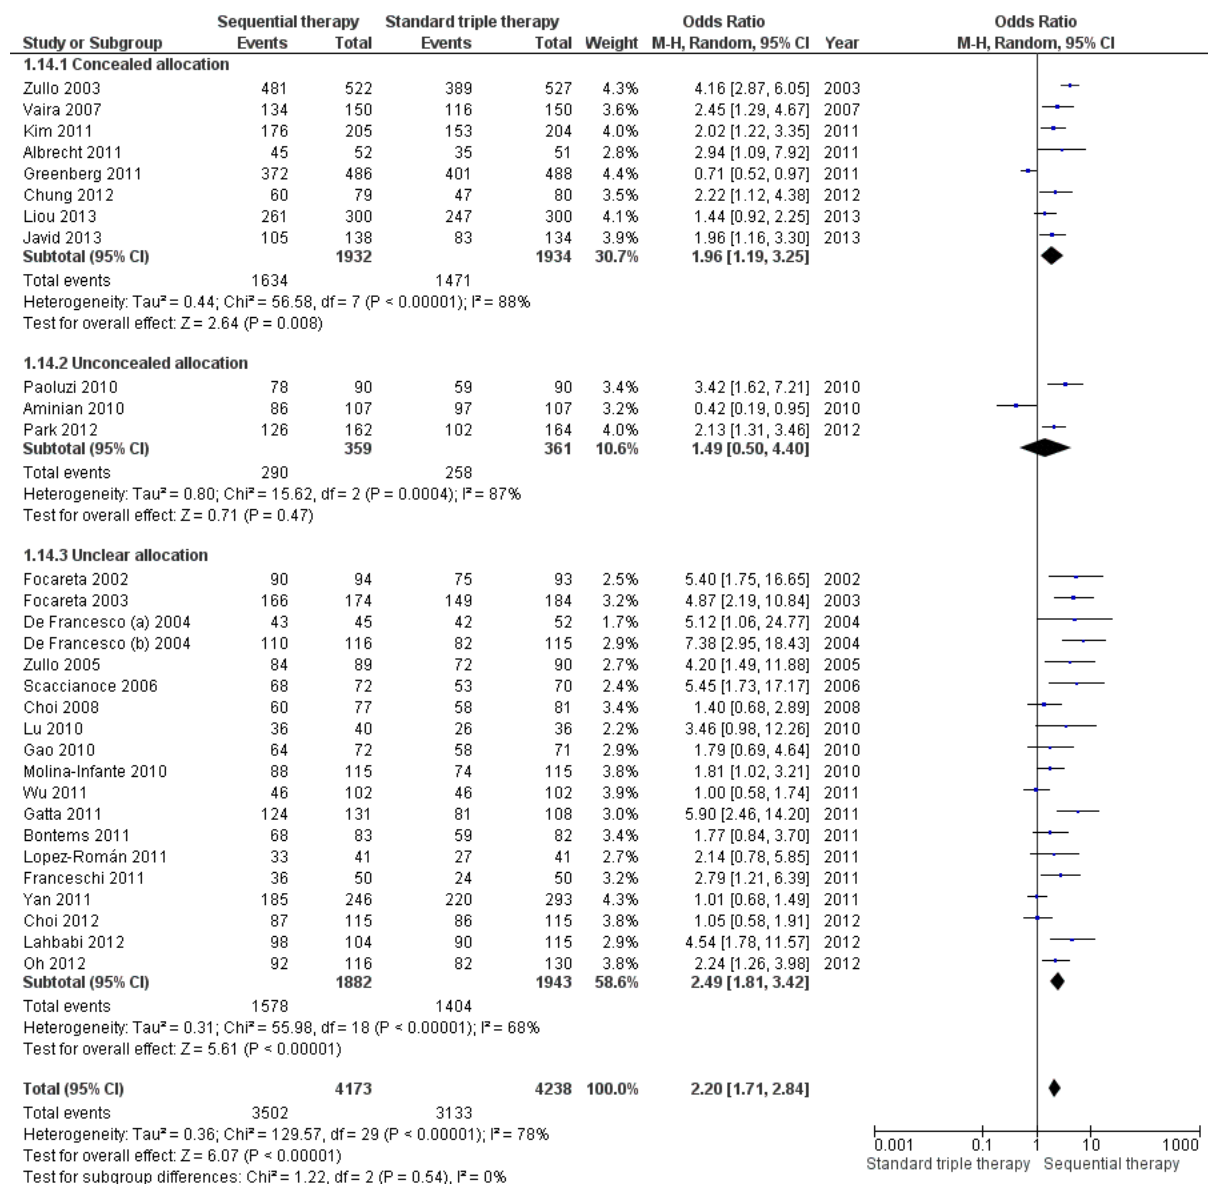 Sequential therapy Standard triple therapy Odds Ratio Odds Ratio
Study or Subgroup Events Total Events Total Weight M-H, Random, 95% CI Year M-H, Random, 95% CI
1.14.1 Concealed allocation
Zullo 2003 481 522 389 527 4.3% 4.16 [2.87, 6.05] 2003
Vaira 2007 134 150 116 150 3.6% 2.45 [1.29, 4.67] 2007
Kim 2011 176 205 153 204 4.0% 2.02 [1.22, 3.35] 2011
Albrecht 2011 45 52 35 51 2.8% 2.94 [1.09, 7.92] 2011
Greenberg 2011 372 486 401 488 4.4% 0.71 [0.52, 0.97] 2011
Chung 2012 60 79 47 80 3.6% 2.22 [1.12, 4.38] 2012
Liou 2013 261 300 247 300 4.1% 1.44 [0.92, 2.25] 2013
Javid 2013 105 138 83 134 3.9% 1.96 [1.16, 3.30] 2013
Subtotal (95% CI) 1932 1934 30.7% 1.96 [1.19, 3.25]
Total events 1634 1471
Heterogeneity: Tau² = 0.44; Chi² = 56.58, df = 7 (P < 0.00001); I² = 88%
Test for overall effect: Z = 2.64 (P = 0.008)
1.14.2 Unconcealed allocation
Paoluzi 2010 78 90 59 90 3.4% 3.42 [1.62, 7.21] 2010
Aminian 2010 86 107 97 107 3.2% 0.42 [0.19, 0.95] 2010
Park 2012 126 162 102 164 4.0% 2.13 [1.31, 3.46] 2012
Subtotal (95% CI) 359 361 10.6% 1.49 [0.50, 4.40]
Total events 290 258
Heterogeneity: Tau² = 0.80; Chi² = 15.62, df = 2 (P = 0.0004); I² = 87%
Test for overall effect: Z = 0.71 (P = 0.47)
1.14.3 Unclear allocation
Focareta 2002 90 94 75 93 2.5% 5.40 [1.75, 16.65] 2002
Focareta 2003 166 174 149 184 3.2% 4.87 [2.19, 10.84] 2003
De Francesco (a) 2004 43 45 42 52 1.7% 5.12 [1.06, 24.77] 2004
De Francesco (b) 2004 110 116 82 115 2.9% 7.38 [2.95, 18.43] 2004
Zullo 2005 84 89 72 90 2.7% 4.20 [1.49, 11.88] 2005
Scaccianoce 2006 68 72 53 70 2.4% 5.45 [1.73, 17.17] 2006
Choi 2008 60 77 58 81 3.4% 1.40 [0.68, 2.89] 2008
Lu 2010 36 40 26 36 2.2% 3.46 [0.98, 12.26] 2010
Gao 2010 64 72 58 71 2.9% 1.79 [0.69, 4.64] 2010
Molina-Infante 2010 88 115 74 115 3.8% 1.81 [1.02, 3.21] 2010
Wu 2011 46 102 46 102 3.9% 1.00 [0.58, 1.74] 2011
Gatta 2011 124 131 81 108 3.0% 5.90 [2.46, 14.20] 2011
Bontems 2011 68 83 59 82 3.4% 1.77 [0.84, 3.70] 2011
Lopez-Román 2011 33 41 27 41 2.7% 2.14 [0.78, 5.85] 2011
Franceschi 2011 36 50 24 50 3.2% 2.79 [1.21, 6.39] 2011
Yan 2011 185 246 220 293 4.3% 1.01 [0.68, 1.49] 2011
Choi 2012 87 115 86 115 3.8% 1.05 [0.58, 1.91] 2012
Lahbabi 2012 98 104 90 115 2.9% 4.54 [1.78, 11.57] 2012
Oh 2012 92 116 82 130 3.8% 2.24 [1.26, 3.98] 2012
Subtotal (95% CI) 1882 1943 58.6% 2.49 [1.81, 3.42]
Total events 1578 1404
Heterogeneity: Tau² = 0.31; Chi² = 55.98, df = 18 (P < 0.00001); I² = 68%
Test for overall effect: Z = 5.61 (P < 0.00001)
Total (95% CI) 4173 4238 100.0% 2.20 [1.71, 2.84]
Total events 3502 3133
Heterogeneity: Tau² = 0.36; Chi² = 129.57, df = 29 (P < 0.00001); I² = 78%
Test for overall effect: Z = 6.07 (P < 0.00001)
Test for subgroup differences: Chi² = 1.22, df = 2 (P = 0.54), I² = 0%
0.001 0.1 1 10 1000
Standard triple therapy Sequential therapy